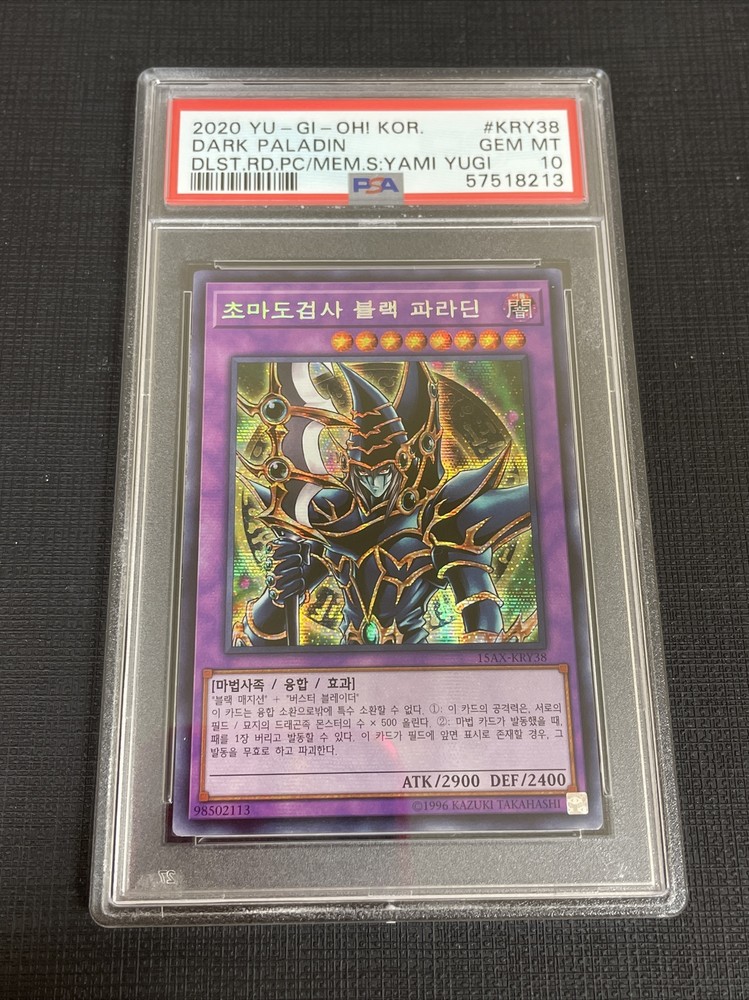 2020 YU-GI-OH! KOR. #KRY38
DARK PALADIN GEM MT
DLST.RD.PC/MEM.S:YAMI YUGI 10
PSA 57518213
초마도검사 블랙 파라딘 闇
15AX-KRY38
[마법사족 / 융합 / 효과]
"블랙 매지션" + "버스터 블레이더"
이 카드는 융합 소환으로밖에 특수 소환할 수 없다. ①: 이 카드의 공격력은, 서로의
필드 / 묘지의 드래곤족 몬스터의 수 × 500 올린다. ②: 마법 카드가 발동했을 때,
패를 1장 버리고 발동할 수 있다. 이 카드가 필드에 앞면 표시로 존재할 경우, 그
발동을 무효로 하고 파괴한다.
ATK/2900 DEF/2400
98502113 ©1996 KAZUKI TAKAHASHI